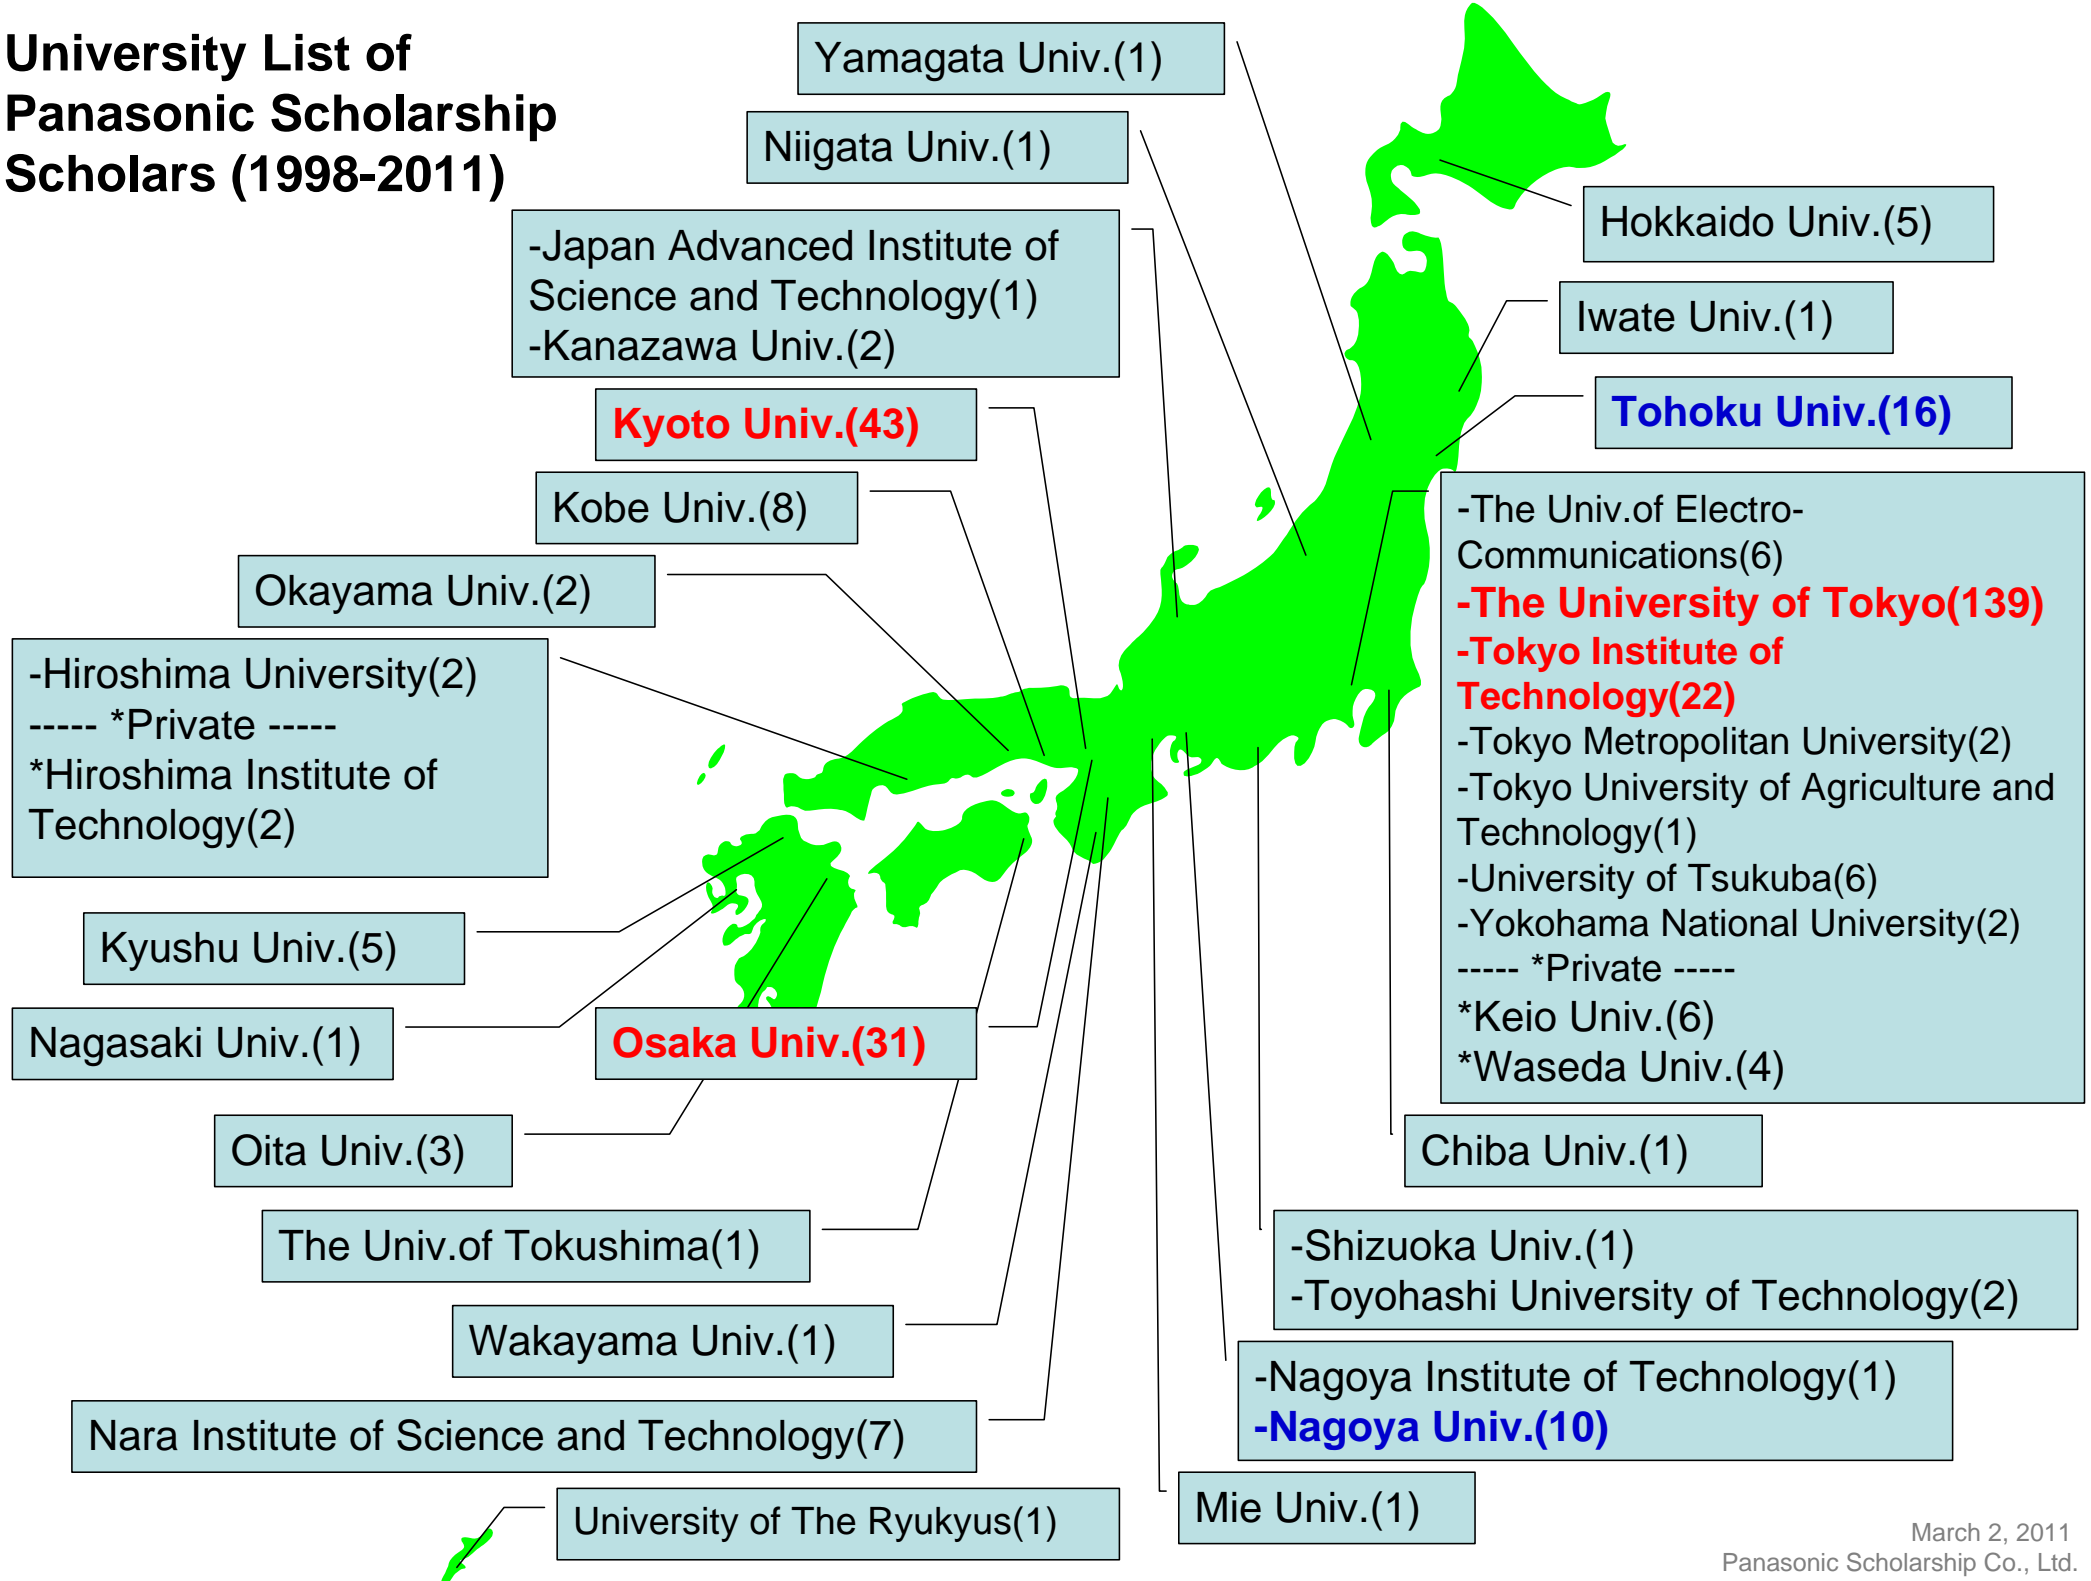 University List of
Panasonic Scholarship
Scholars (1998-2011)
Yamagata Univ.(1)
Niigata Univ.(1)
-Japan Advanced Institute of
Science and Technology(1)
-Kanazawa Univ.(2)
Kyoto Univ.(43)
Kobe Univ.(8)
Okayama Univ.(2)
-Hiroshima University(2)
----- *Private -----
*Hiroshima Institute of
Technology(2)
Kyushu Univ.(5)
Nagasaki Univ.(1)
Osaka Univ.(31)
Oita Univ.(3)
The Univ.of Tokushima(1)
Wakayama Univ.(1)
Nara Institute of Science and Technology(7)
University of The Ryukyus(1)
Hokkaido Univ.(5)
Iwate Univ.(1)
Tohoku Univ.(16)
-The Univ.of Electro-
Communications(6)
-The University of Tokyo(139)
-Tokyo Institute of
Technology(22)
-Tokyo Metropolitan University(2)
-Tokyo University of Agriculture and
Technology(1)
-University of Tsukuba(6)
-Yokohama National University(2)
----- *Private -----
*Keio Univ.(6)
*Waseda Univ.(4)
Chiba Univ.(1)
-Shizuoka Univ.(1)
-Toyohashi University of Technology(2)
-Nagoya Institute of Technology(1)
-Nagoya Univ.(10)
Mie Univ.(1)
March 2, 2011
Panasonic Scholarship Co., Ltd.